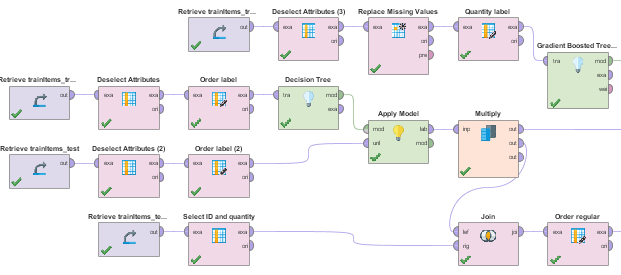 Retrieve trainItems_tr...
Deselect Attributes (3)
Replace Missing Values
Quantity label
out
exa
exa
ori
exa
exa
ori
pre
exa
exa
ori
Gradient Boosted Tree...
tra
mod
exa
wei
Retrieve trainItems_tr...
Deselect Attributes
Order label
Decision Tree
out
exa
exa
ori
exa
exa
ori
tra
mod
exa
Apply Model
Multiply
mod
lab
unl
mod
inp
out
out
out
Retrieve trainItems_test
Deselect Attributes (2)
Order label (2)
out
exa
exa
ori
exa
exa
ori
Retrieve trainItems_te...
Select ID and quantity
Join
Order regular
out
exa
exa
ori
lef
joi
rig
exa
exa
ori